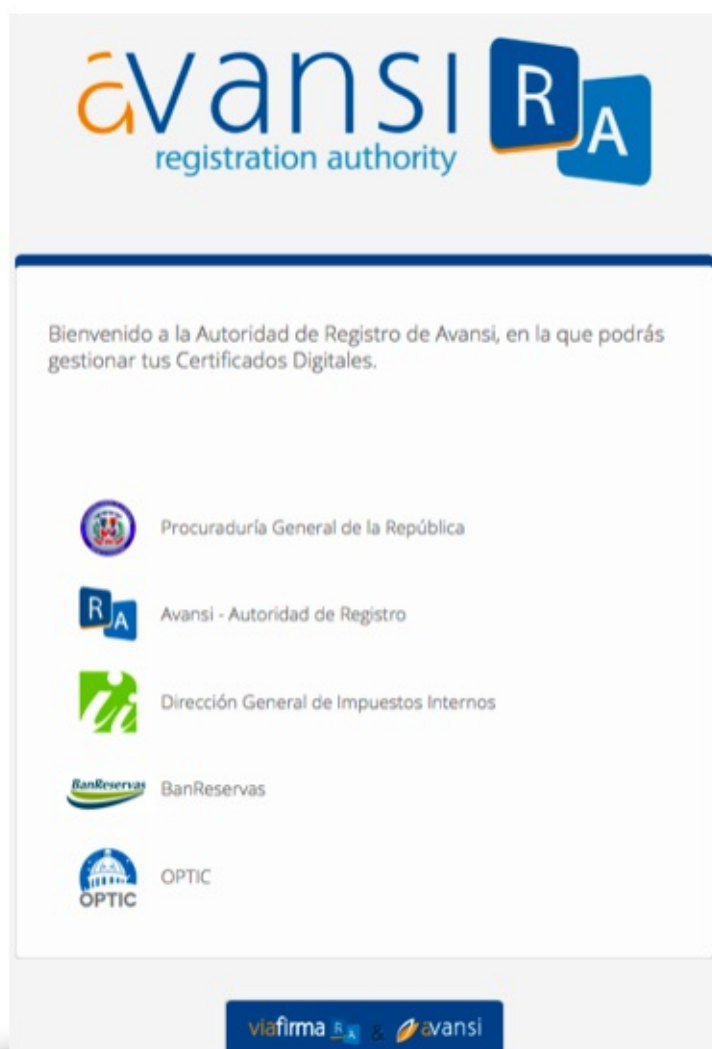 avansi R A
registration authority
Bienvenido a la Autoridad de Registro de Avansi, en la que podrás
gestionar tus Certificados Digitales.
Procuraduría General de la República
R A Avansi - Autoridad de Registro
ii Dirección General de Impuestos Internos
BanReservas BanReservas
OPTIC OPTIC
viafirma R A & avansi